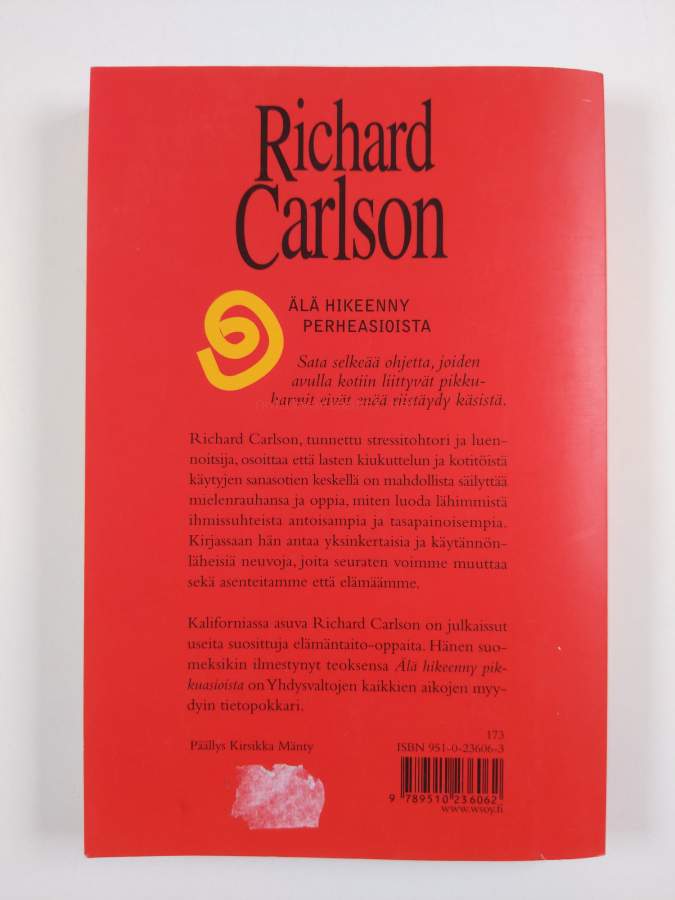 Richard
Carlson
ÄLÄ HIKEENNY
PERHEASIOISTA
Sata selkeää ohjetta, joiden
avulla kotiin liittyvät pikku-
harmit eivät enää riistäydy käsistä.
Richard Carlson, tunnettu stressitohtori ja luen-
noitsija, osoittaa että lasten kiukuttelun ja kotitöistä
käytyjen sanasotien keskellä on mahdollista säilyttää
mielenrauhansa ja oppia, miten luoda lähimmistä
ihmissuhteista antoisampia ja tasapainoisempia.
Kirjassaan hän antaa yksinkertaisia ja käytännön-
läheisiä neuvoja, joita seuraten voimme muuttaa
sekä asenteitamme että elämäämme.
Kaliforniassa asuva Richard Carlson on julkaissut
useita suosittuja elämäntaito-oppaita. Hänen suo-
meksikin ilmestynyt teoksensa Älä hikeenny pik-
kuasioista on Yhdysvaltojen kaikkien aikojen myy-
dyin tietopokkari.
173
Päällys Kirsikka Mänty
ISBN 951-0-23606-3
9 789510 236062
www.wsoy.fi